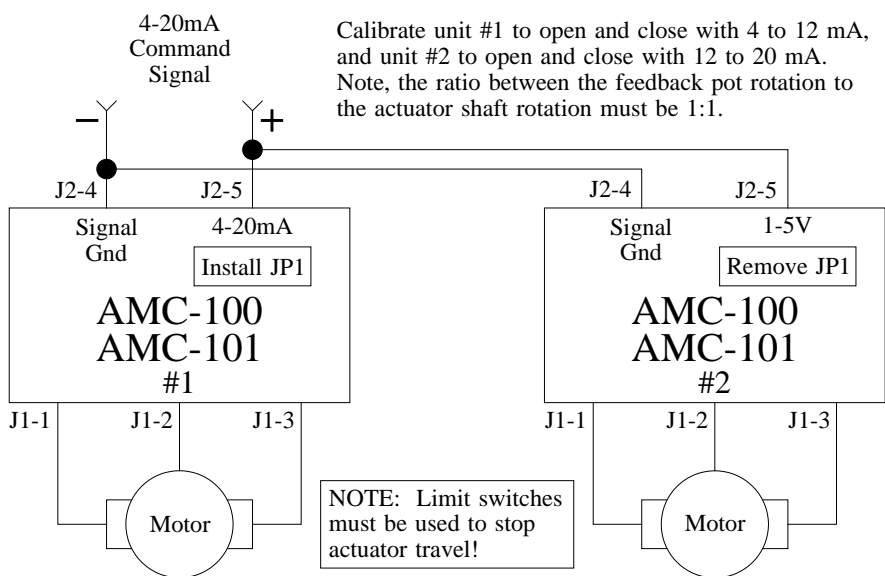 4-20mA
Command
Signal
Calibrate unit #1 to open and close with 4 to 12 mA,
and unit #2 to open and close with 12 to 20 mA.
Note, the ratio between the feedback pot rotation to
the actuator shaft rotation must be 1:1.
− +
J2-4 J2-5
Signal
Gnd
4-20mA
Install JP1
AMC-100
AMC-101
#1
J1-1 J1-2 J1-3
Motor
J2-4 J2-5
Signal
Gnd
1-5V
Remove JP1
AMC-100
AMC-101
#2
J1-1 J1-2 J1-3
Motor
NOTE: Limit switches
must be used to stop
actuator travel!